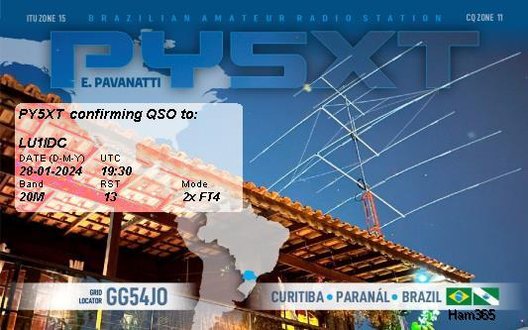 ITU ZONE 15 BRAZILIAN AMATEUR RADIO STATION CQ ZONE 11
PY5XT
E. PAVANATTI
PY5XT confirming QSO to:
LU1IDC
DATE (D-M-Y) UTC
28-01-2024 19:30
Band RST Mode
20M 13 2x FT4
GRID LOCATOR GG54JO CURITIBA • PARANÁL • BRAZIL
Ham365